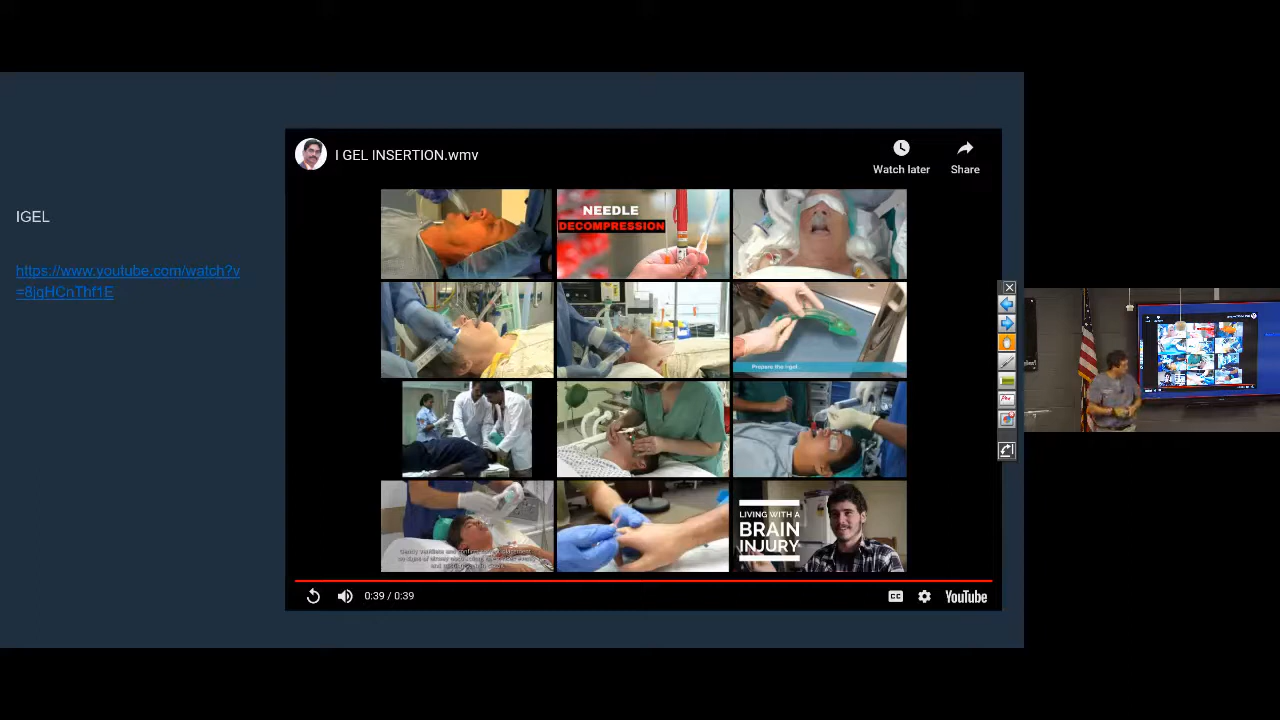 I GEL INSERTION.wmv
Watch later
Share
IGEL
https://www.youtube.com/watch?v
=8jgHCnThf1E
NEEDLE
DECOMPRESSION
Prepare the i-gel.
LIVING WITH A
BRAIN
INJURY
0:39 / 0:39
CC
YouTube